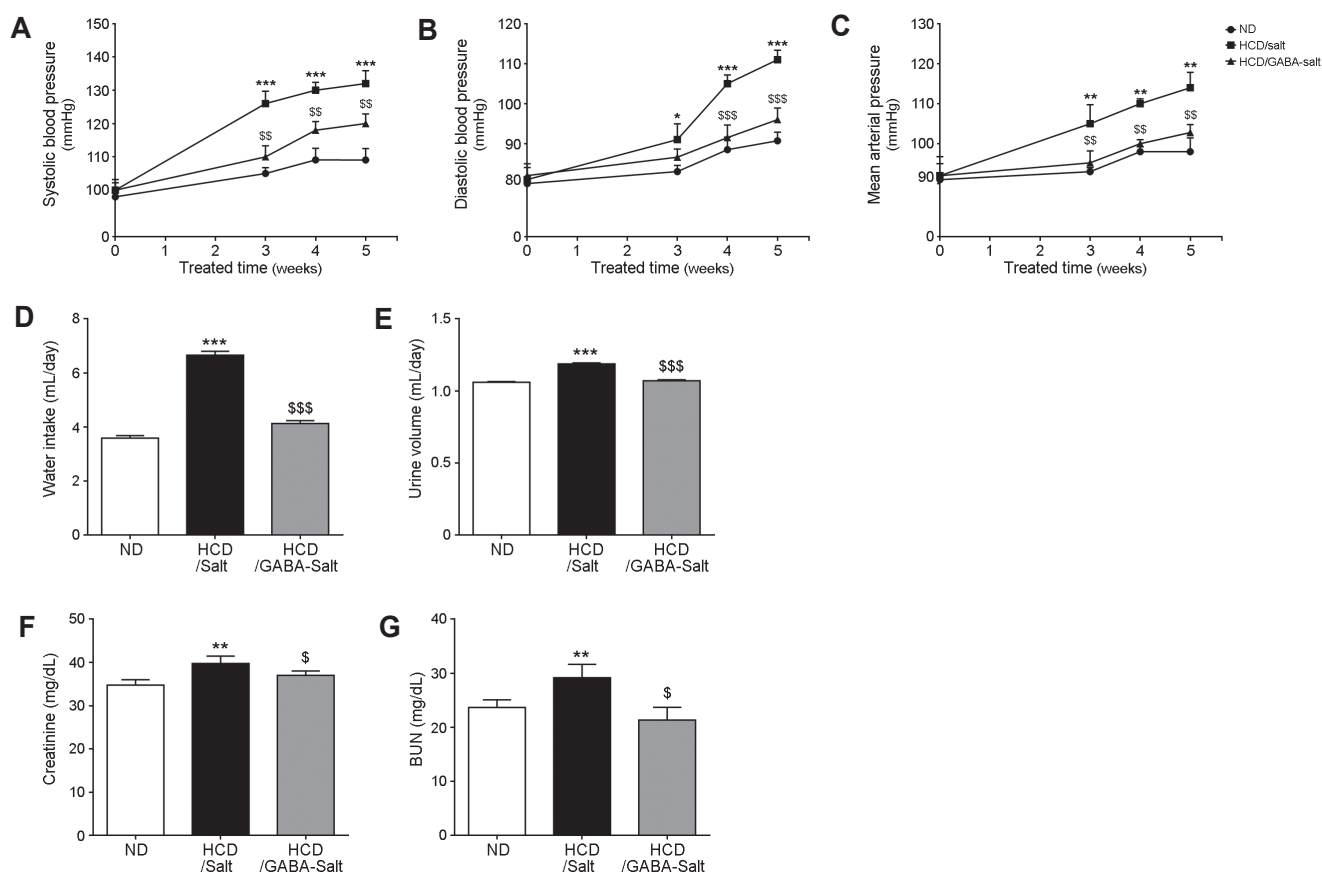 A
Systolic blood pressure
(mmHg)
150
140
130
120
110
100
0
***
***
***
$$
$$
$$
0 1 2 3 4 5
Treated time (weeks)
B
Diastolic blood pressure
(mmHg)
120
110
100
90
80
0
*
***
***
$$$
$$$
0 1 2 3 4 5
Treated time (weeks)
C
Mean arterial pressure
(mmHg)
130
120
110
100
90
0
**
**
**
$$
$$
$$
0 1 2 3 4 5
Treated time (weeks)
ND
HCD/salt
HCD/GABA-salt
D
Water intake (mL/day)
8
6
4
2
0
***
$$$
ND HCD HCD
/Salt /GABA-Salt
E
Urine volume (mL/day)
1.5
1.0
0.5
0
***
$$$
ND HCD HCD
/Salt /GABA-Salt
F
Creatinine (mg/dL)
50
40
30
20
10
0
**
$
ND HCD HCD
/Salt /GABA-Salt
G
BUN (mg/dL)
40
30
20
10
0
**
$
ND HCD HCD
/Salt /GABA-Salt